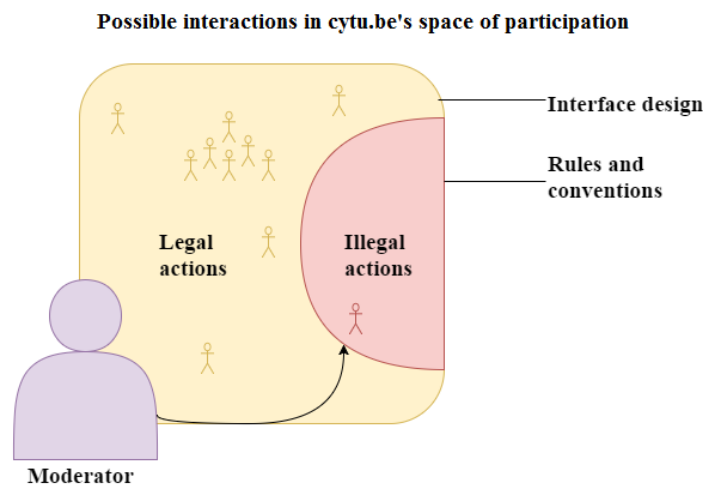 Possible interactions in cytu.be's space of participation
Interface design
Rules and
conventions
Legal
actions
Illegal
actions
Moderator